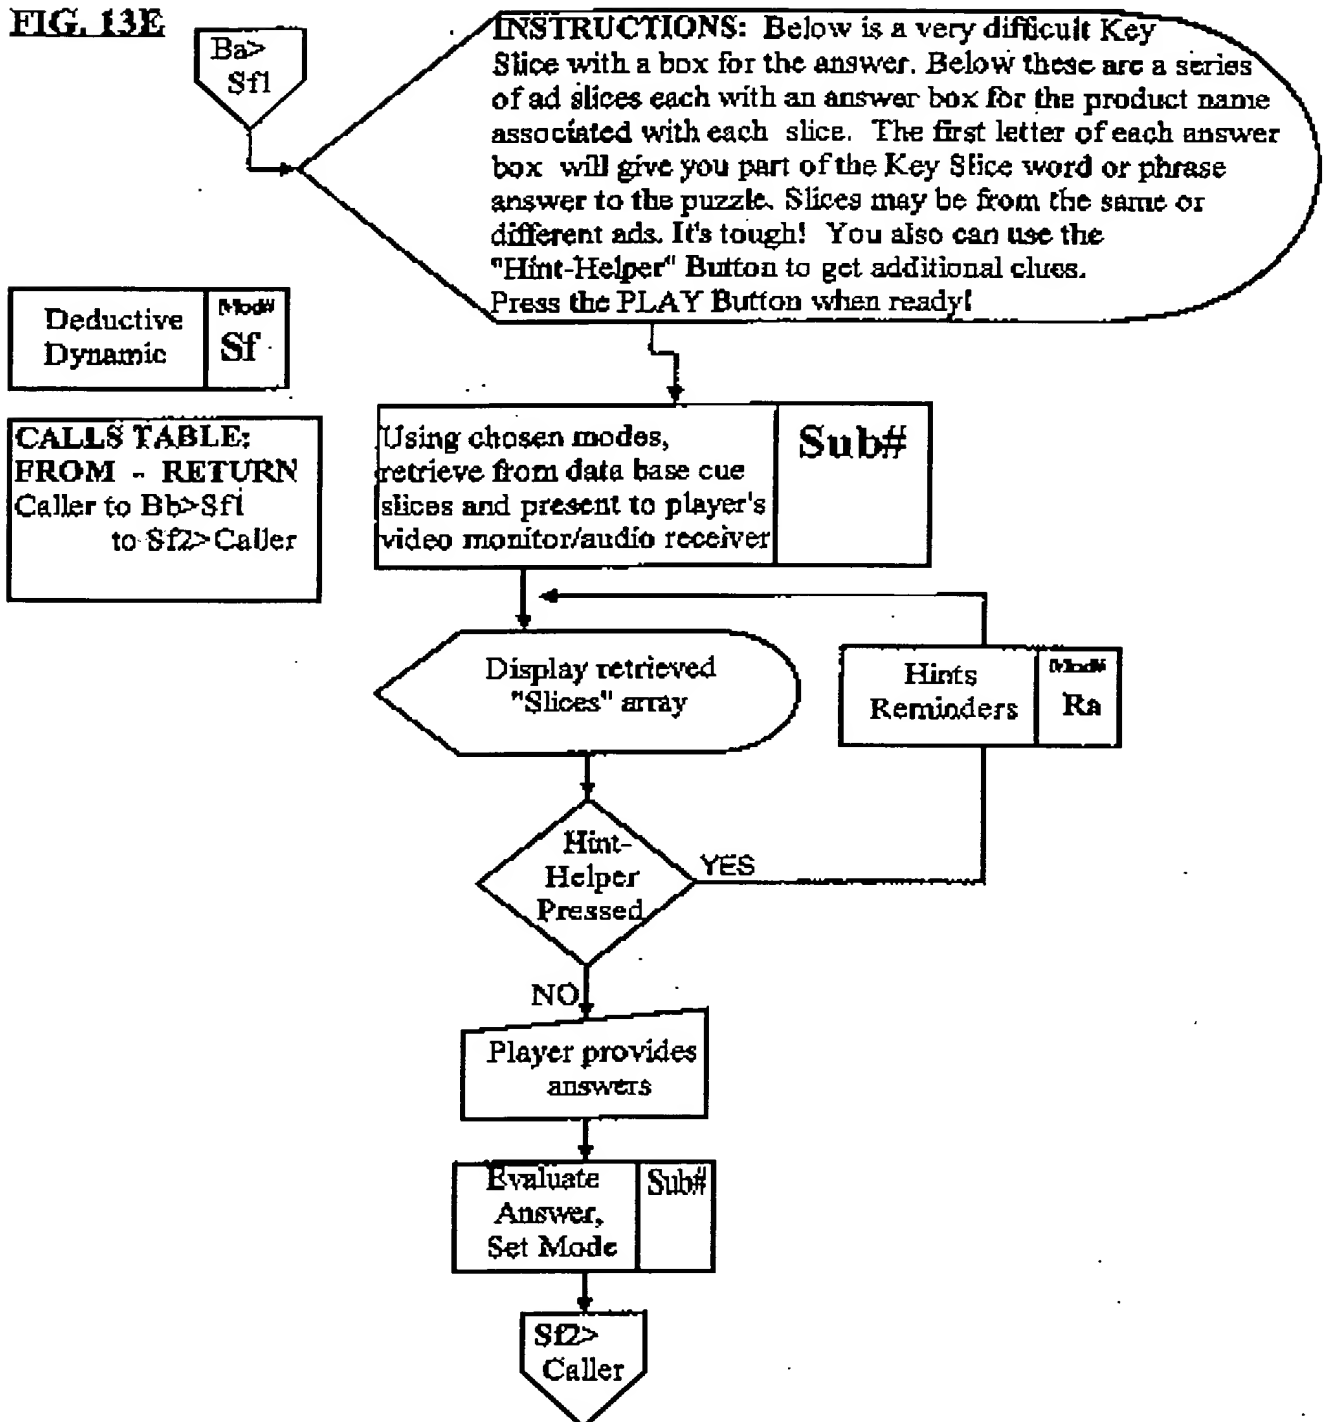 FIG. 13E
Ba>
Sf1
INSTRUCTIONS: Below is a very difficult Key
Slice with a box for the answer. Below these are a series
of ad slices each with an answer box for the product name
associated with each slice. The first letter of each answer
box will give you part of the Key Slice word or phrase
answer to the puzzle. Slices may be from the same or
different ads. It's tough! You also can use the
"Hint-Helper" Button to get additional clues.
Press the PLAY Button when ready!
Deductive
Dynamic
Mod#
Sf
CALLS TABLE:
FROM - RETURN
Caller to Bb>Sf1
to Sf2>Caller
Using chosen modes,
retrieve from data base cue
slices and present to player's
video monitor/audio receiver
Sub#
Display retrieved
"Slices" array
Hints
Reminders
Mod#
Ra
Hint-
Helper
Pressed
YES
NO
Player provides
answers
Evaluate
Answer,
Set Mode
Sub#
Sf2>
Caller